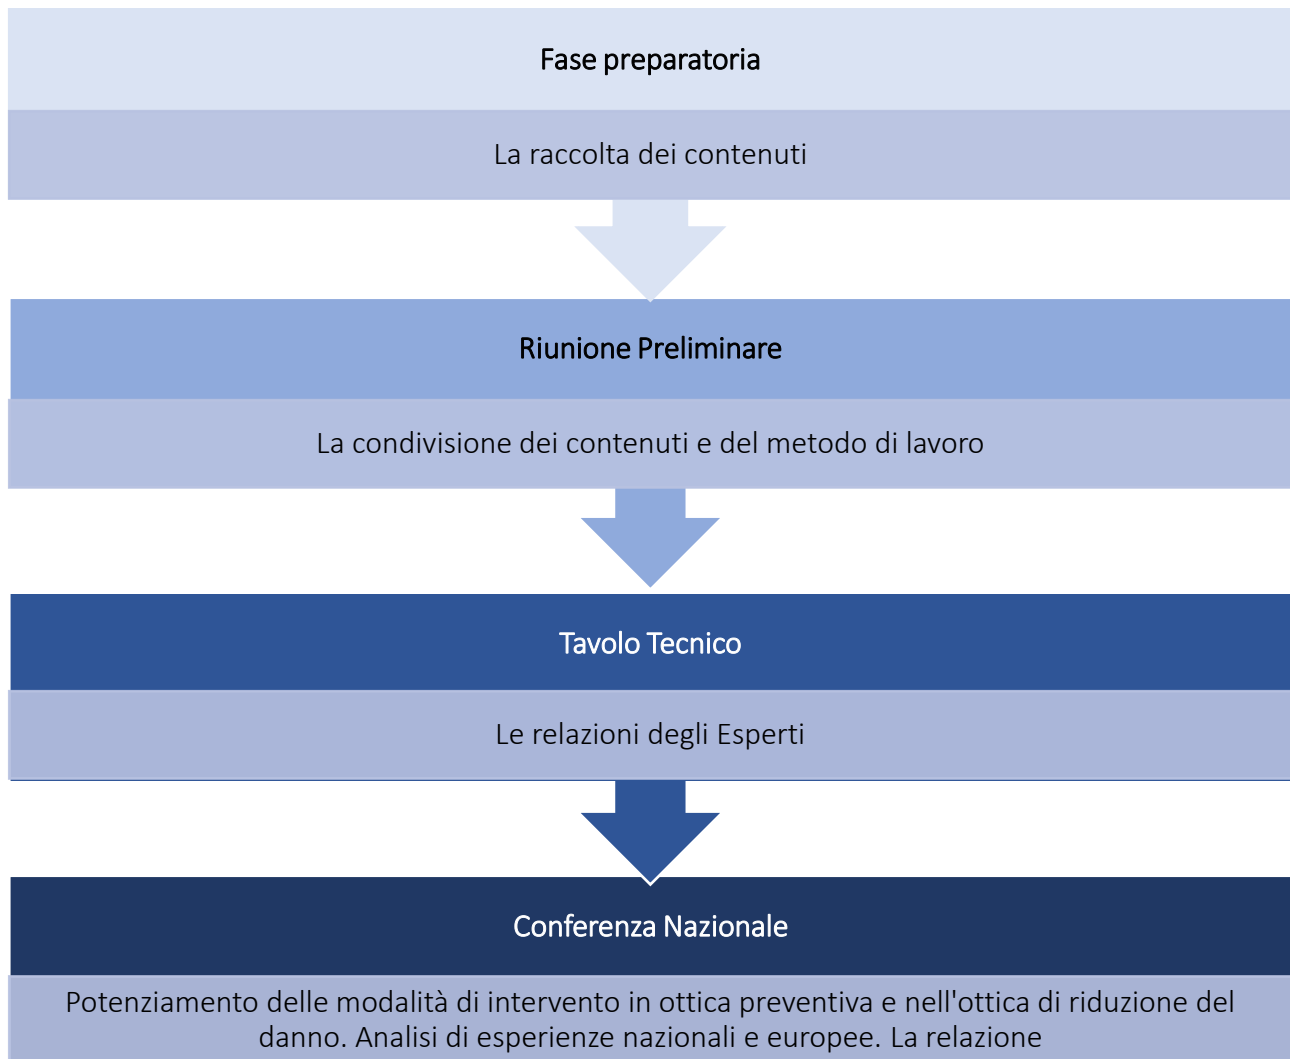 Fase preparatoria
La raccolta dei contenuti
Riunione Preliminare
La condivisione dei contenuti e del metodo di lavoro
Tavolo Tecnico
Le relazioni degli Esperti
Conferenza Nazionale
Potenziamento delle modalità di intervento in ottica preventiva e nell'ottica di riduzione del
danno. Analisi di esperienze nazionali e europee. La relazione